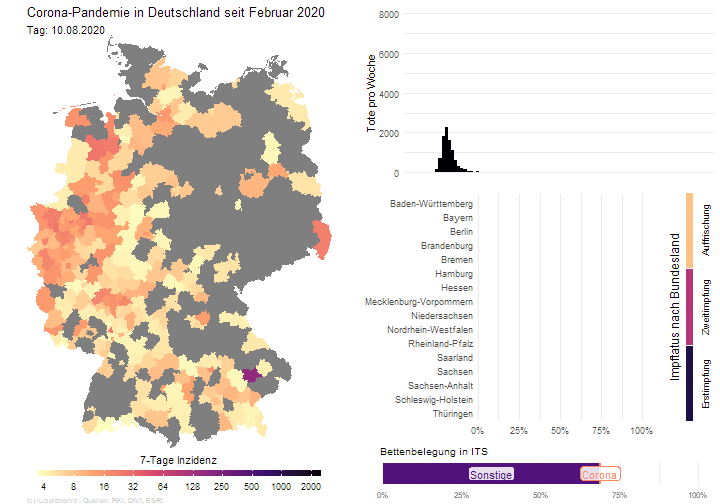 Corona-Pandemie in Deutschland seit Februar 2020
Tag: 10.08.2020
7-Tage Inzidenz
4 8 16 32 64 128 250 500 1000 2000
Tote pro Woche
8000
6000
4000
2000
0
Baden-Württemberg
Bayern
Berlin
Brandenburg
Bremen
Hamburg
Hessen
Mecklenburg-Vorpommern
Niedersachsen
Nordrhein-Westfalen
Rheinland-Pfalz
Saarland
Sachsen
Sachsen-Anhalt
Schleswig-Holstein
Thüringen
0% 25% 50% 75% 100%
Impfstatus nach Bundesland
Auffrischung
Zweitimpfung
Erstimpfung
Bettenbelegung in ITS
Sonstige
Corona
0% 25% 50% 75% 100%
| Quellen: RKI, DIVI, ESRI